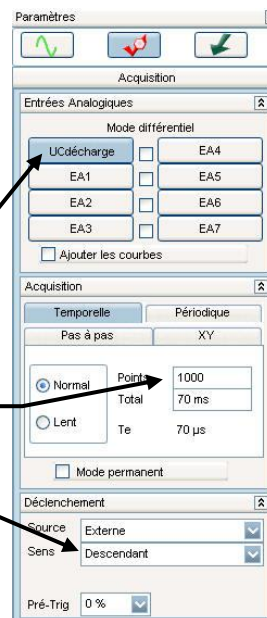 Paramètres
Acquisition
Entrées Analogiques
Mode différentiel
UCdécharge EA4
EA1 EA5
EA2 EA6
EA3 EA7
Ajouter les courbes
Acquisition
Temporelle Périodique
Pas à pas XY
Normal Points 1000
Total 70 ms
Lent Te 70 µs
Mode permanent
Déclenchement
Source Externe
Sens Descendant
Pré-Trig 0 %